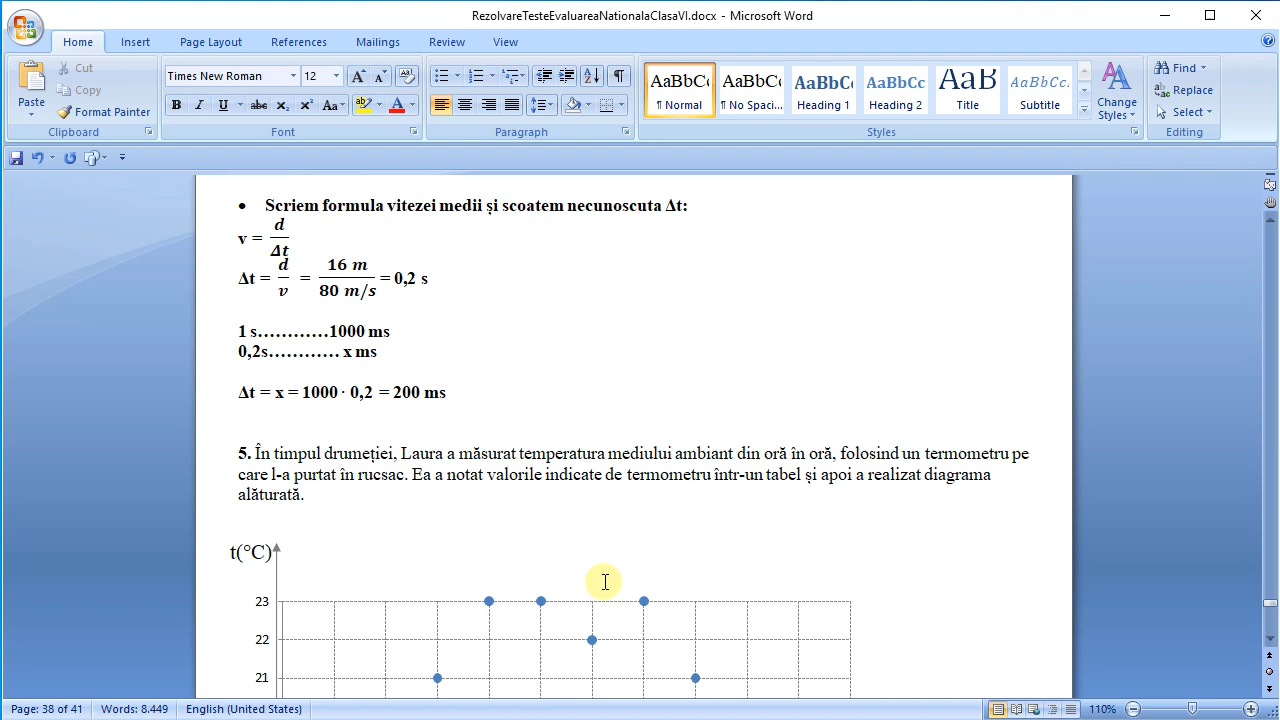 RezolvareTesteEvaluareaNationalaClasaVI.docx - Microsoft Word
Home Insert Page Layout References Mailings Review View
Paste
Cut
Copy
Format Painter
Clipboard
Times New Roman 12
B I U abc X₂ X² Aa
Font
Paragraph
AaBbCc
¶ Normal
AaBbCc
¶ No Spaci...
AaBbC
Heading 1
AaBbCc
Heading 2
AaB
Title
AaBbCc
Subtitle
Change
Styles
Styles
Find
Replace
Select
Editing
• Scriem formula vitezei medii și scoatem necunoscuta Δt:
v = d/Δt
Δt = d/v = 16 m/80 m/s = 0,2 s
1 s…………1000 ms
0,2s………… x ms
Δt = x = 1000 · 0,2 = 200 ms
5. În timpul drumeției, Laura a măsurat temperatura mediului ambiant din oră în oră, folosind un termometru pe
care l-a purtat în rucsac. Ea a notat valorile indicate de termometru într-un tabel și apoi a realizat diagrama
alăturată.
t(°C)
23
22
21
Page: 38 of 41 Words: 8.449 English (United States) 110%